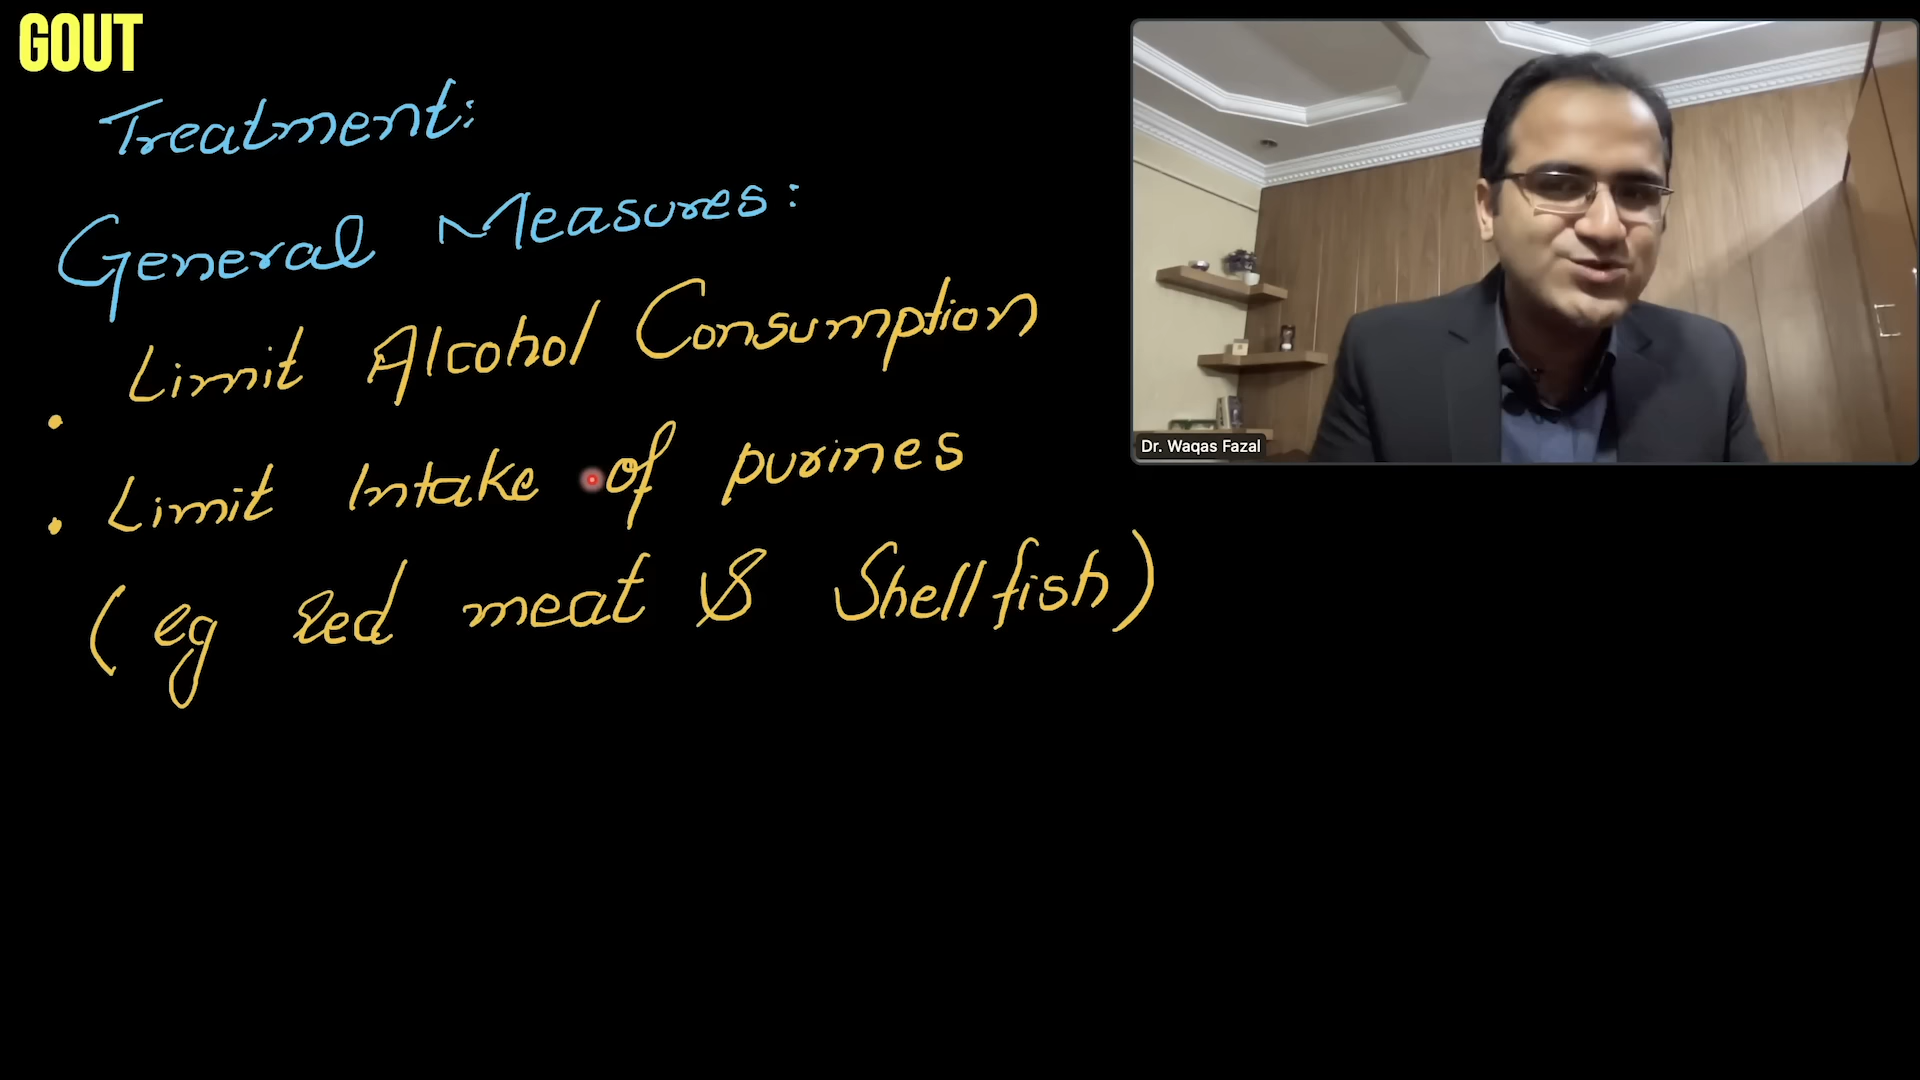 GOUT
Treatment:
General Measures:
Limit Alcohol Consumption
• Limit Intake of purines
(eg Red meat & Shellfish)
Dr. Waqas Fazal